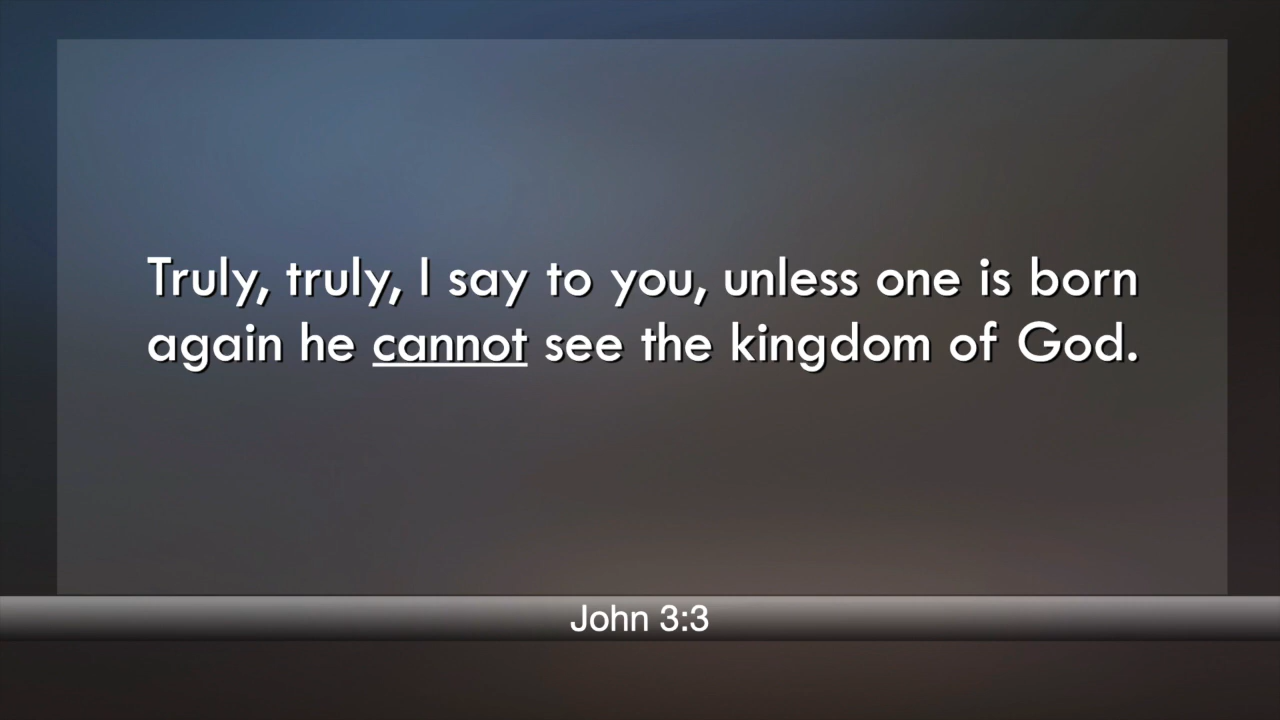 Truly, truly, I say to you, unless one is born
again he cannot see the kingdom of God.
John 3:3